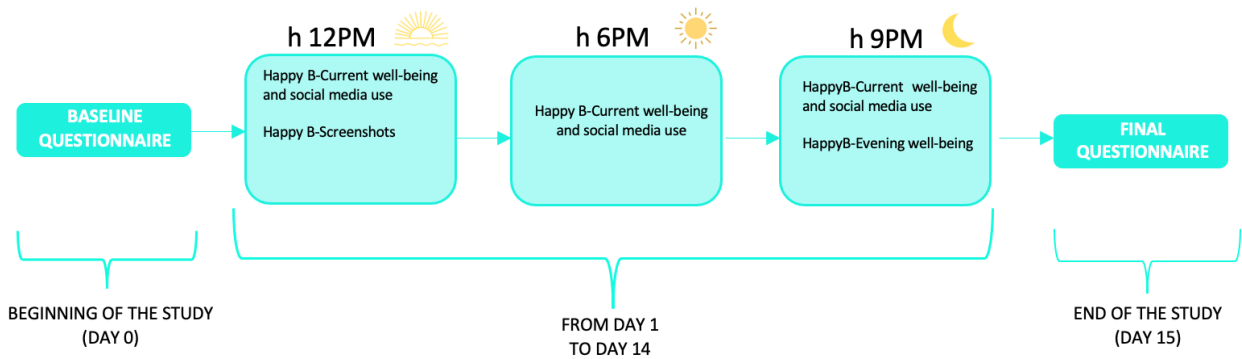 h 12PM
h 6PM
h 9PM
BASELINE
QUESTIONNAIRE
Happy B-Current well-being
and social media use
Happy B-Screenshots
Happy B-Current well-being
and social media use
HappyB-Current well-being
and social media use
HappyB-Evening well-being
FINAL
QUESTIONNAIRE
BEGINNING OF THE STUDY
(DAY 0)
FROM DAY 1
TO DAY 14
END OF THE STUDY
(DAY 15)